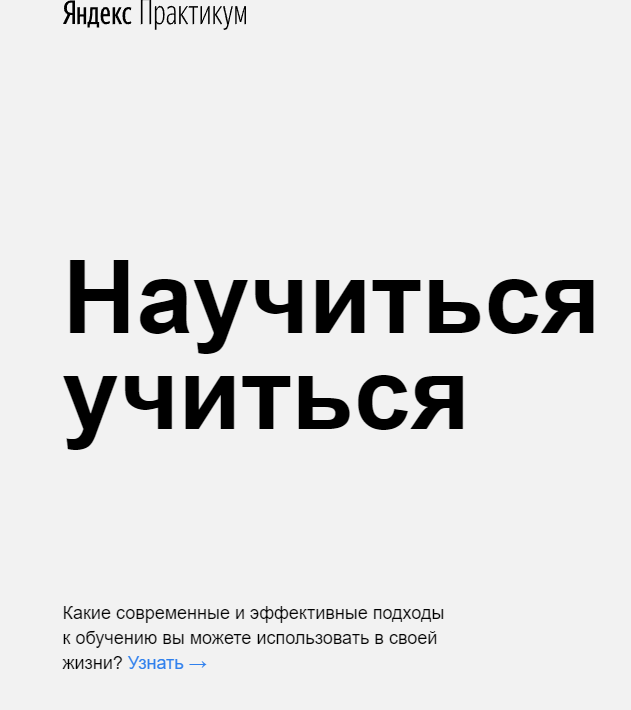 Яндекс Практикум
Научиться
учиться
Какие современные и эффективные подходы
к обучению вы можете использовать в своей
жизни? Узнать →